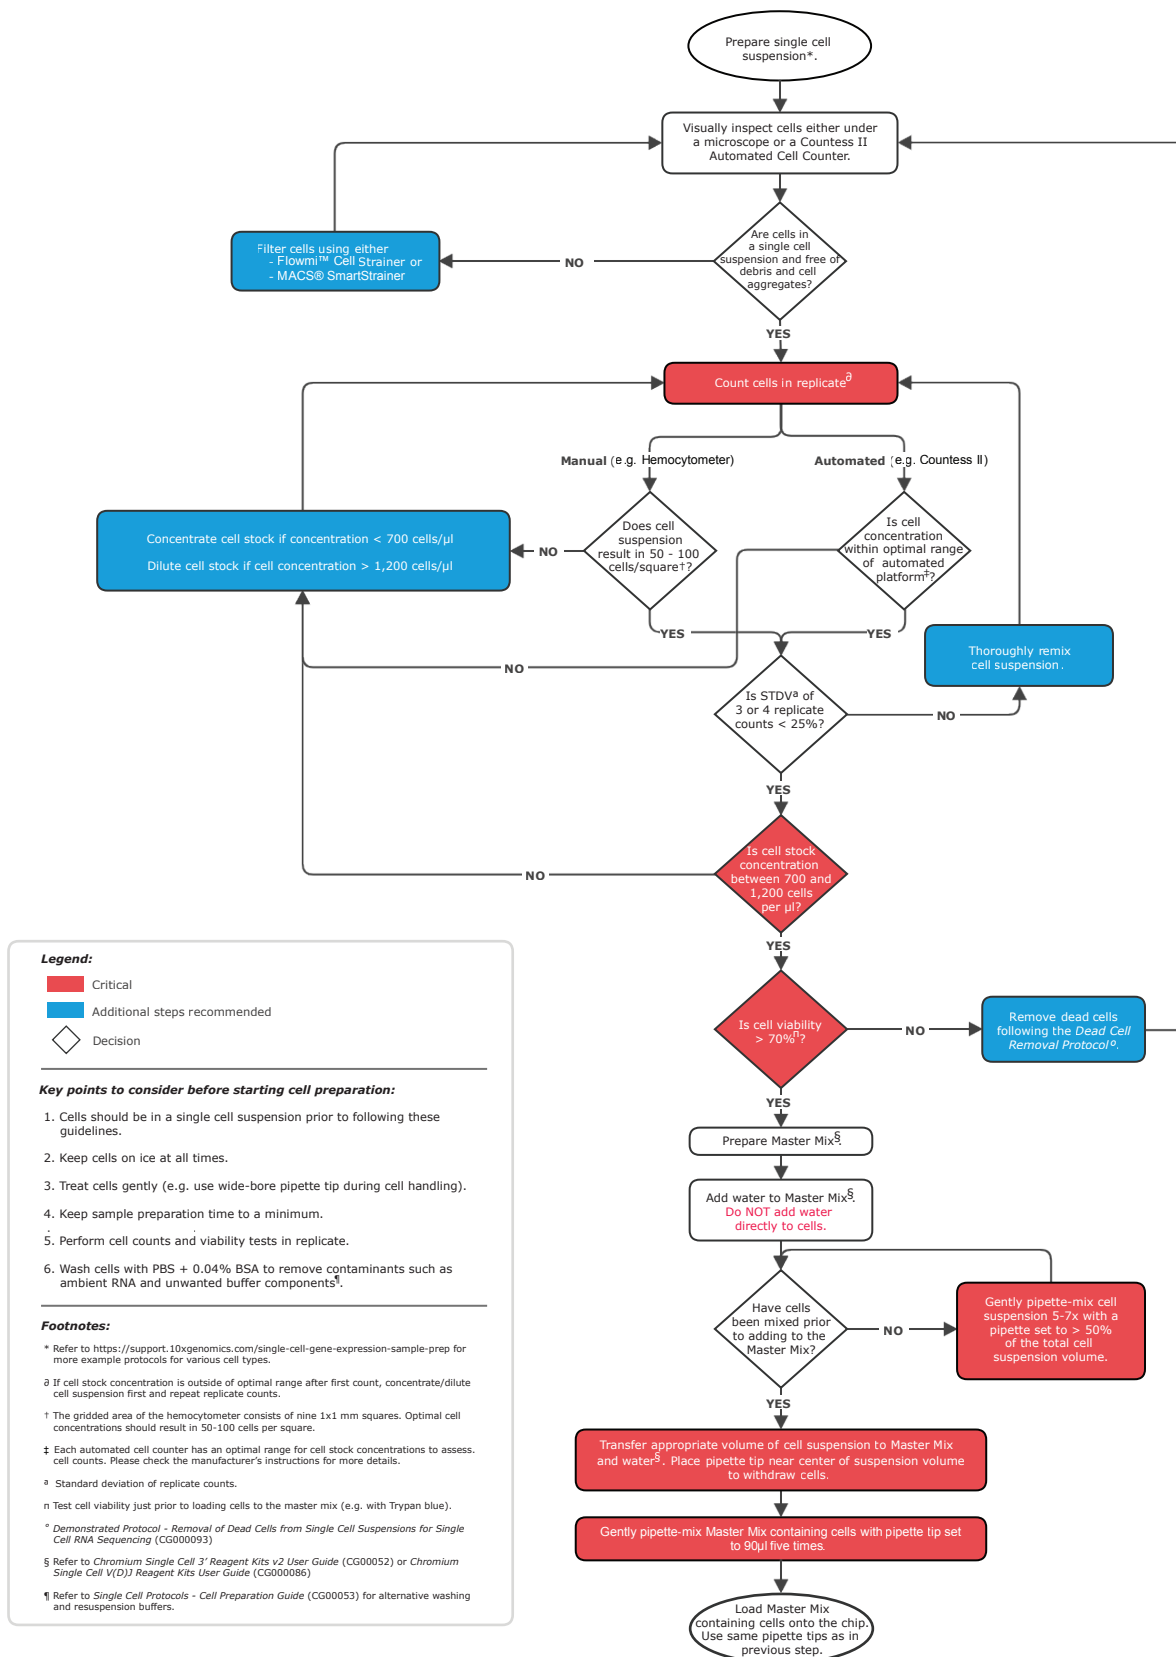 Prepare single cell
suspension*.
Visually inspect cells either under
a microscope or a Countess II
Automated Cell Counter.
Are cells in
a single cell
suspension and free of
debris and cell
aggregates?
NO
Filter cells using either
- Flowmi™ Cell Strainer or
- MACS® SmartStrainer
YES
Count cells in replicate∂
Manual (e.g. Hemocytometer)
Automated (e.g. Countess II)
Does cell
suspension
result in 50 - 100
cells/square†?
Is cell
concentration
within optimal range
of automated
platform‡?
NO
Concentrate cell stock if concentration < 700 cells/µl
Dilute cell stock if cell concentration > 1,200 cells/µl
YES
YES
NO
Thoroughly remix
cell suspension.
Is STDVª of
3 or 4 replicate
counts < 25%?
NO
YES
Is cell stock
concentration
between 700 and
1,200 cells
per µl?
NO
YES
Is cell viability
> 70%ⁿ?
NO
Remove dead cells
following the Dead Cell
Removal Protocolº.
YES
Prepare Master Mix§.
Add water to Master Mix§.
Do NOT add water
directly to cells.
Have cells
been mixed prior
to adding to the
Master Mix?
NO
Gently pipette-mix cell
suspension 5-7x with a
pipette set to > 50%
of the total cell
suspension volume.
YES
Transfer appropriate volume of cell suspension to Master Mix
and water§. Place pipette tip near center of suspension volume
to withdraw cells.
Gently pipette-mix Master Mix containing cells with pipette tip set
to 90µl five times.
Load Master Mix
containing cells onto the chip.
Use same pipette tips as in
previous step.
Legend:
Critical
Additional steps recommended
Decision
Key points to consider before starting cell preparation:
1. Cells should be in a single cell suspension prior to following these
guidelines.
2. Keep cells on ice at all times.
3. Treat cells gently (e.g. use wide-bore pipette tip during cell handling).
4. Keep sample preparation time to a minimum.
5. Perform cell counts and viability tests in replicate.
6. Wash cells with PBS + 0.04% BSA to remove contaminants such as
ambient RNA and unwanted buffer components¶.
Footnotes:
* Refer to https://support.10xgenomics.com/single-cell-gene-expression-sample-prep for
more example protocols for various cell types.
∂ If cell stock concentration is outside of optimal range after first count, concentrate/dilute
cell suspension first and repeat replicate counts.
† The gridded area of the hemocytometer consists of nine 1x1 mm squares. Optimal cell
concentrations should result in 50-100 cells per square.
‡ Each automated cell counter has an optimal range for cell stock concentrations to assess.
cell counts. Please check the manufacturer's instructions for more details.
ª Standard deviation of replicate counts.
п Test cell viability just prior to loading cells to the master mix (e.g. with Trypan blue).
º Demonstrated Protocol - Removal of Dead Cells from Single Cell Suspensions for Single
Cell RNA Sequencing (CG000093)
§ Refer to Chromium Single Cell 3' Reagent Kits v2 User Guide (CG00052) or Chromium
Single Cell V(D)J Reagent Kits User Guide (CG000086)
¶ Refer to Single Cell Protocols - Cell Preparation Guide (CG00053) for alternative washing
and resuspension buffers.